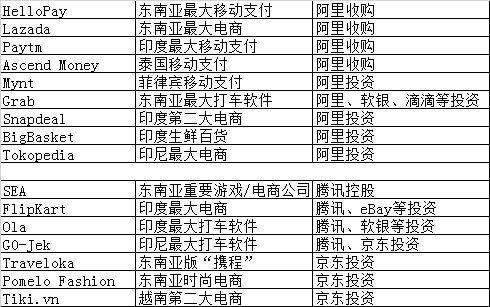 HelloPay 东南亚最大移动支付 阿里收购
Lazada 东南亚最大电商 阿里收购
Paytm 印度最大移动支付 阿里收购
Ascend Money 泰国移动支付 阿里收购
Mynt 菲律宾移动支付 阿里投资
Grab 东南亚最大打车软件 阿里、软银、滴滴等投资
Snapdeal 印度第二大电商 阿里投资
BigBasket 印度生鲜百货 阿里投资
Tokopedia 印尼最大电商 阿里投资
SEA 东南亚重要游戏/电商公司 腾讯控股
FlipKart 印度最大电商 腾讯、eBay等投资
Ola 印度最大打车软件 腾讯、软银等投资
GO-Jek 印尼最大打车软件 腾讯、京东投资
Traveloka 东南亚版“携程” 京东投资
Pomelo Fashion 东南亚时尚电商 京东投资
Tiki.vn 越南第二大电商 京东投资